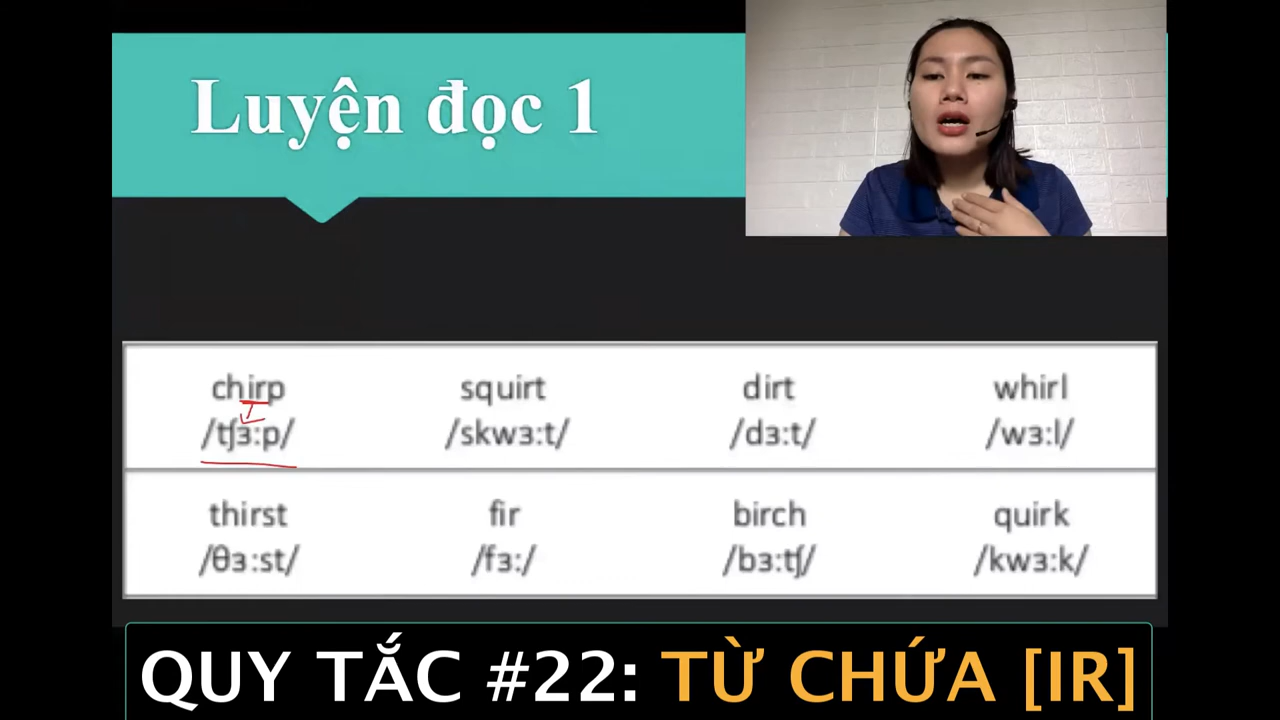 Luyện đọc 1
chirp squirt dirt whirl
/tʃɜ:p/ /skwɜ:t/ /dɜ:t/ /wɜ:l/
thirst fir birch quirk
/θɜ:st/ /fɜ:/ /bɜ:tʃ/ /kwɜ:k/
QUY TẮC #22: TỪ CHỨA [IR]